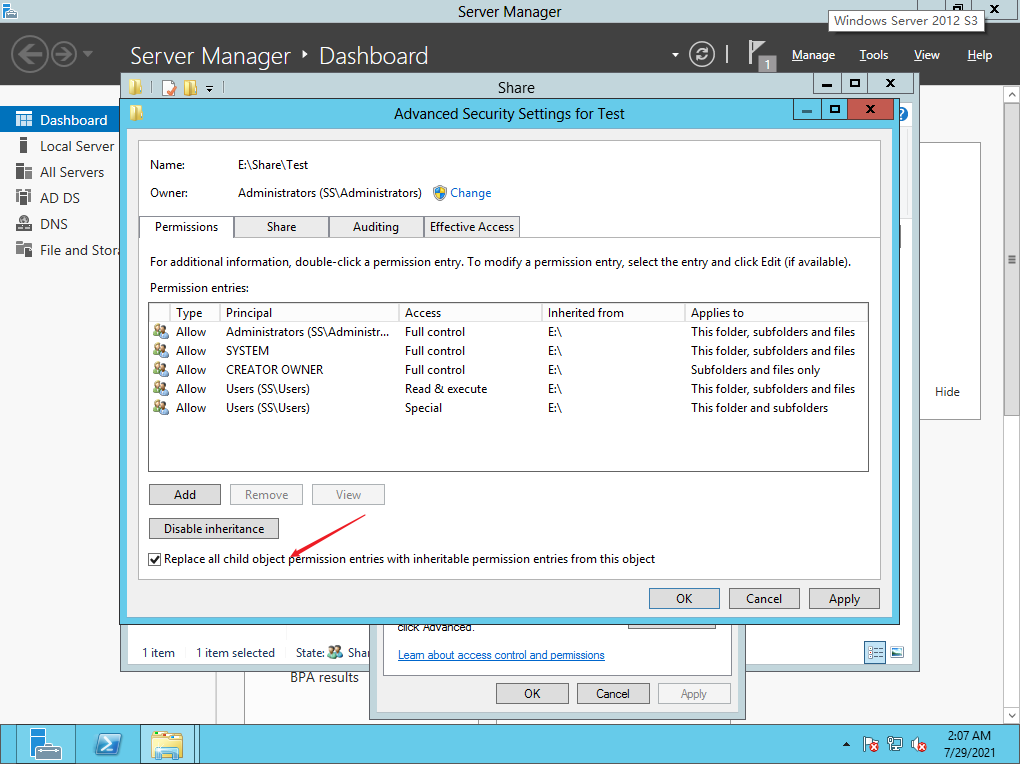 Server Manager
Windows Server 2012 S3
Server Manager • Dashboard
1
Manage
Tools
View
Help
Share
Advanced Security Settings for Test
Dashboard
Local Server
All Servers
AD DS
DNS
File and Stora
Name:
E:\Share\Test
Owner:
Administrators (SS\Administrators)
Change
Permissions
Share
Auditing
Effective Access
For additional information, double-click a permission entry. To modify a permission entry, select the entry and click Edit (if available).
Permission entries:
Type Principal Access Inherited from Applies to
Allow Administrators (SS\Administr... Full control E:\ This folder, subfolders and files
Allow SYSTEM Full control E:\ This folder, subfolders and files
Allow CREATOR OWNER Full control E:\ Subfolders and files only
Allow Users (SS\Users) Read & execute E:\ This folder, subfolders and files
Allow Users (SS\Users) Special E:\ This folder and subfolders
Hide
Add
Remove
View
Disable inheritance
Replace all child object permission entries with inheritable permission entries from this object
OK
Cancel
Apply
click Advanced.
1 item
1 item selected
State:
Shar
Learn about access control and permissions
BPA results
OK
Cancel
Apply
2:07 AM
7/29/2021